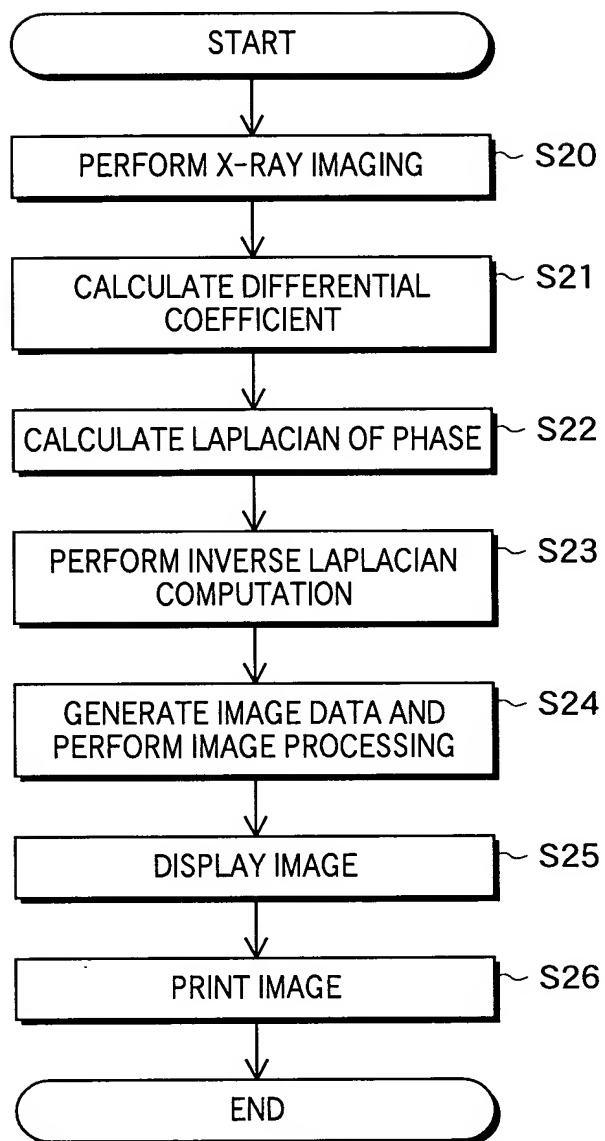 START
PERFORM X-RAY IMAGING
S20
CALCULATE DIFFERENTIAL
COEFFICIENT
S21
CALCULATE LAPLACIAN OF PHASE
S22
PERFORM INVERSE LAPLACIAN
COMPUTATION
S23
GENERATE IMAGE DATA AND
PERFORM IMAGE PROCESSING
S24
DISPLAY IMAGE
S25
PRINT IMAGE
S26
END